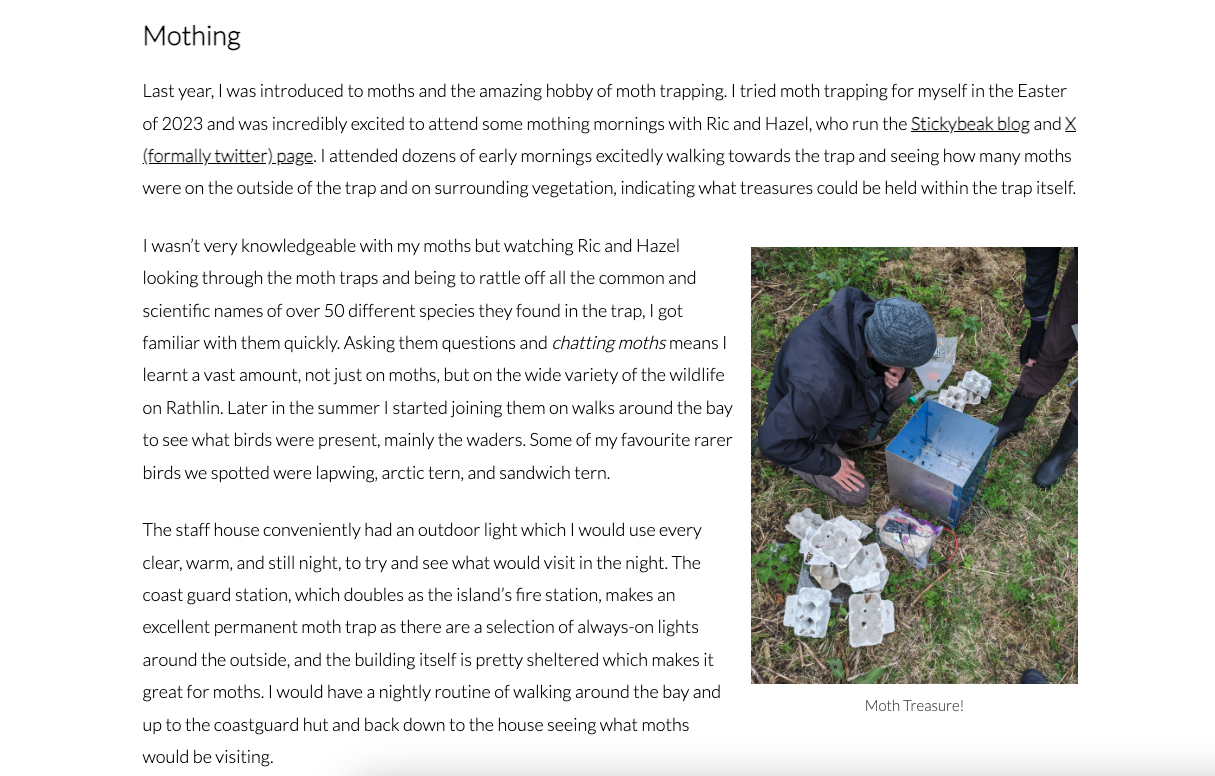 Mothing
Last year, I was introduced to moths and the amazing hobby of moth trapping. I tried moth trapping for myself in the Easter
of 2023 and was incredibly excited to attend some mothing mornings with Ric and Hazel, who run the Stickybeak blog and X
(formally twitter) page. I attended dozens of early mornings excitedly walking towards the trap and seeing how many moths
were on the outside of the trap and on surrounding vegetation, indicating what treasures could be held within the trap itself.
I wasn’t very knowledgeable with my moths but watching Ric and Hazel
looking through the moth traps and being to rattle off all the common and
scientific names of over 50 different species they found in the trap, I got
familiar with them quickly. Asking them questions and chatting moths means I
learnt a vast amount, not just on moths, but on the wide variety of the wildlife
on Rathlin. Later in the summer I started joining them on walks around the bay
to see what birds were present, mainly the waders. Some of my favourite rarer
birds we spotted were lapwing, arctic tern, and sandwich tern.
The staff house conveniently had an outdoor light which I would use every
clear, warm, and still night, to try and see what would visit in the night. The
coast guard station, which doubles as the island’s fire station, makes an
excellent permanent moth trap as there are a selection of always-on lights
around the outside, and the building itself is pretty sheltered which makes it
great for moths. I would have a nightly routine of walking around the bay and
up to the coastguard hut and back down to the house seeing what moths
would be visiting.
Moth Treasure!